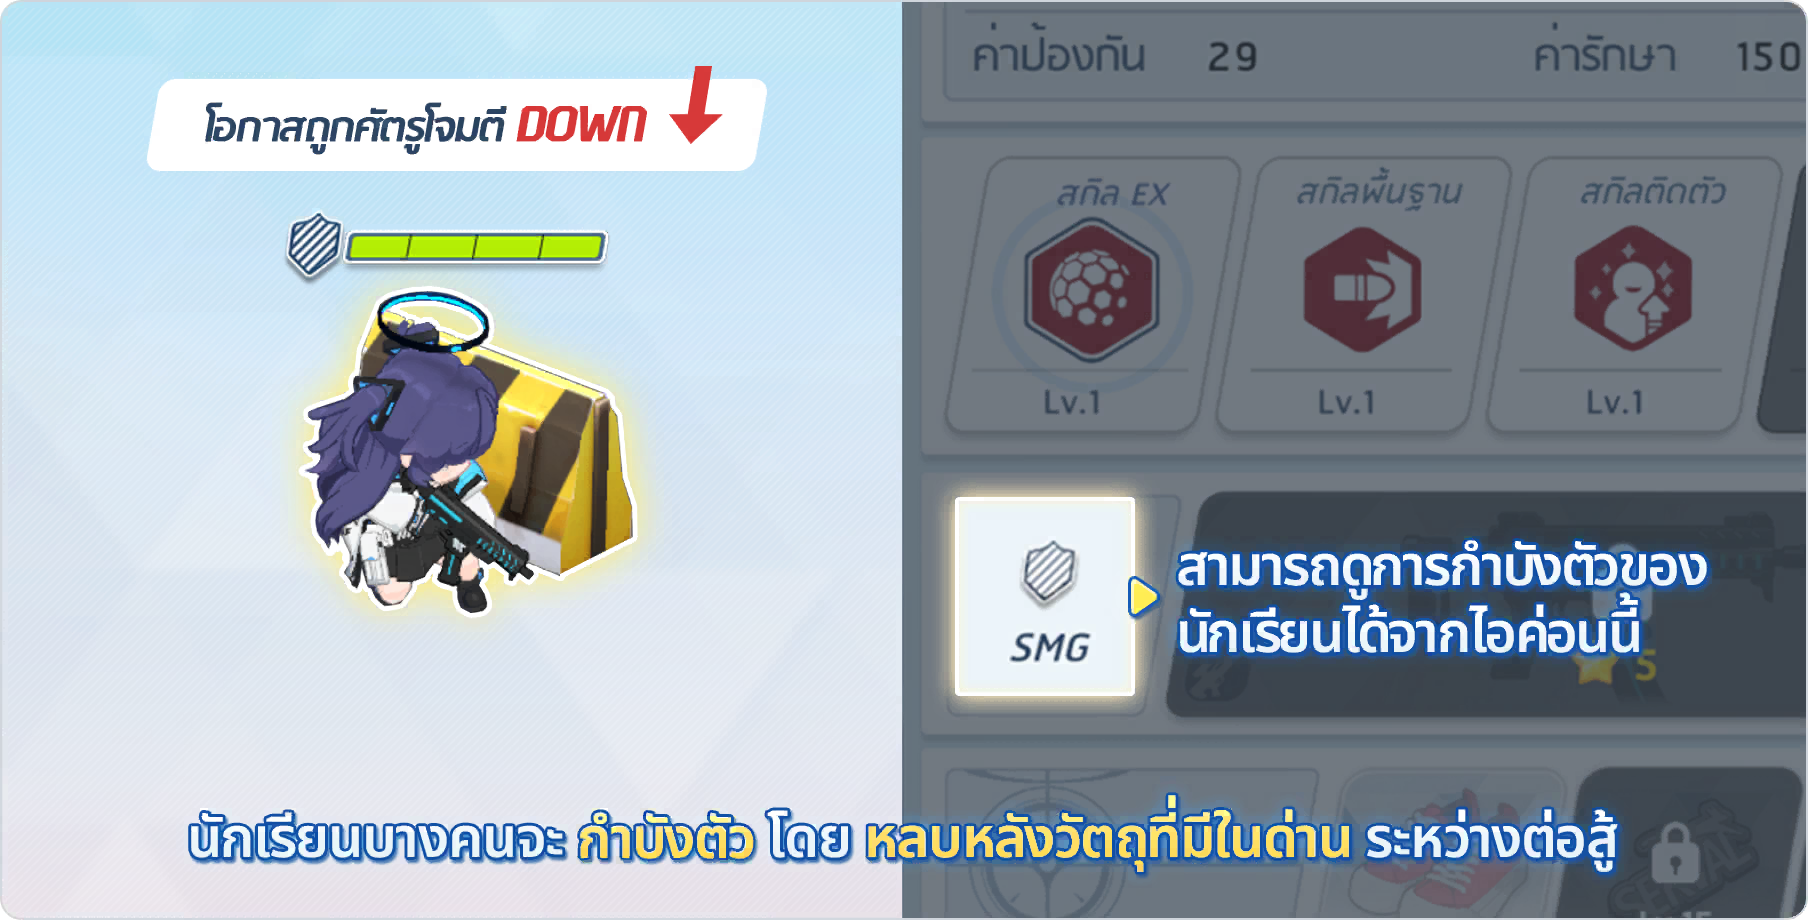 ค่าป้องกัน 29 ค่ารักษา 150
โอกาสถูกศัตรูโจมตี DOWN
สกิล EX สกิลพื้นฐาน สกิลติดตัว
Lv.1 Lv.1 Lv.1
สามารถดูการกำบังตัวของ
นักเรียนได้จากไอค่อนนี้
SMG
5
นักเรียนบางคนจะ กำบังตัว โดย หลบหลังวัตถุที่มีในด่าน ระหว่างต่อสู้